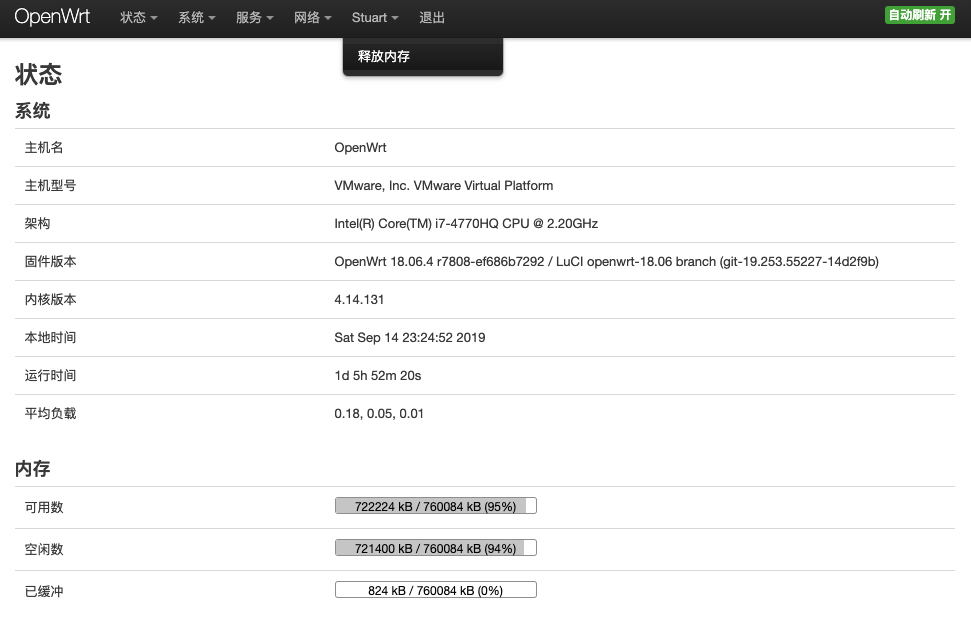 OpenWrt 状态 系统 服务 网络 Stuart 退出 自动刷新 开
释放内存
状态
系统
主机名 OpenWrt
主机型号 VMware, Inc. VMware Virtual Platform
架构 Intel(R) Core(TM) i7-4770HQ CPU @ 2.20GHz
固件版本 OpenWrt 18.06.4 r7808-ef686b7292 / LuCI openwrt-18.06 branch (git-19.253.55227-14d2f9b)
内核版本 4.14.131
本地时间 Sat Sep 14 23:24:52 2019
运行时间 1d 5h 52m 20s
平均负载 0.18, 0.05, 0.01
内存
可用数 722224 kB / 760084 kB (95%)
空闲数 721400 kB / 760084 kB (94%)
已缓冲 824 kB / 760084 kB (0%)